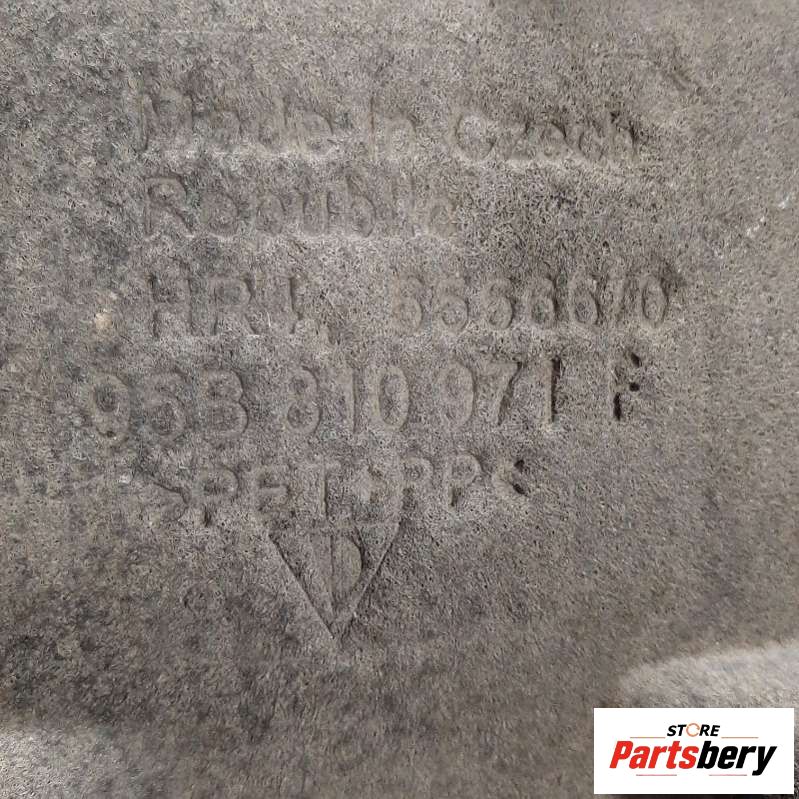 Made In Czech
Republic
95B 810 971 F
>PET+PP<
STORE
Partsbery